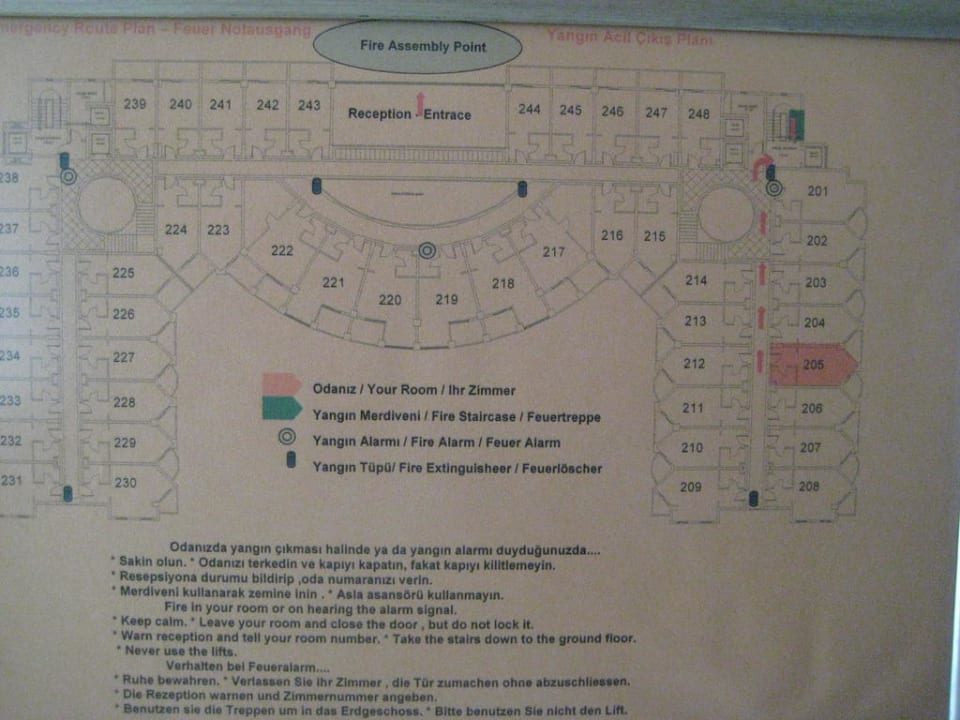 Emergency Route Plan – Feuer Notausgang
Fire Assembly Point
Yangın Acil Çıkış Planı
239 240 241 242 243
Reception - Entrace
244 245 246 247 248
238
201
237
224 223
222
221
220
219
218
217
216 215
202
236
225
214
203
235
226
213
204
234
227
212
205
233
228
211
206
232
229
210
207
231
230
209
208
Odanız / Your Room / Ihr Zimmer
Yangın Merdiveni / Fire Staircase / Feuertreppe
Yangın Alarmı / Fire Alarm / Feuer Alarm
Yangın Tüpü/ Fire Extinguisheer / Feuerlöscher
Odanızda yangın çıkması halinde ya da yangın alarmı duyduğunuzda....
* Sakin olun. * Odanızı terkedin ve kapıyı kapatın, fakat kapıyı kilitlemeyin.
* Resepsiyona durumu bildirip ,oda numaranızı verin.
* Merdiveni kullanarak zemine inin . * Asla asansörü kullanmayın.
Fire in your room or on hearing the alarm signal.
* Keep calm. * Leave your room and close the door , but do not lock it.
* Warn reception and tell your room number. * Take the stairs down to the ground floor.
* Never use the lifts.
Verhalten bei Feueralarm....
* Ruhe bewahren. * Verlassen Sie ihr Zimmer , die Tür zumachen ohne abzuschliessen.
* Die Rezeption warnen und Zimmernummer angeben.
* Benutzen sie die Treppen um in das Erdgeschoss. * Bitte benutzen Sie nicht den Lift.